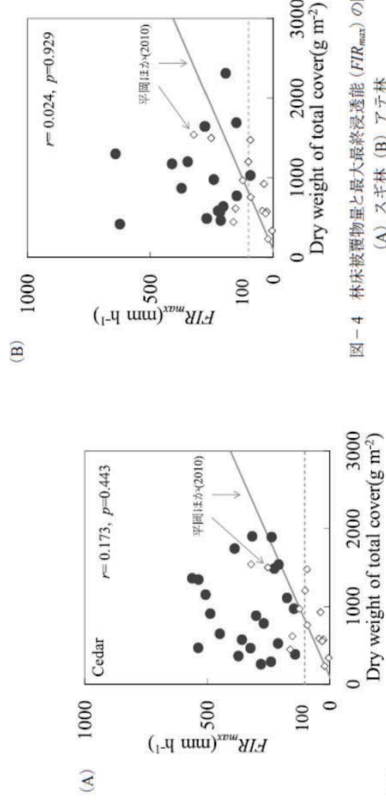 (A)
Cedar
r= 0.173, p=0.443
平岡ほか(2010)
1000
500
100
0
FIRmax(mm h-1)
0
1000
2000
3000
Dry weight of total cover(g m-2)
(B)
r= 0.024, p=0.929
平岡ほか(2010)
1000
500
100
0
FIRmax(mm h-1)
0
1000
2000
3000
Dry weight of total cover(g m-2)
図－4 林床被覆物量と最大最終浸透能 (FIRmax) の
(A) スギ林 (B) アテ林